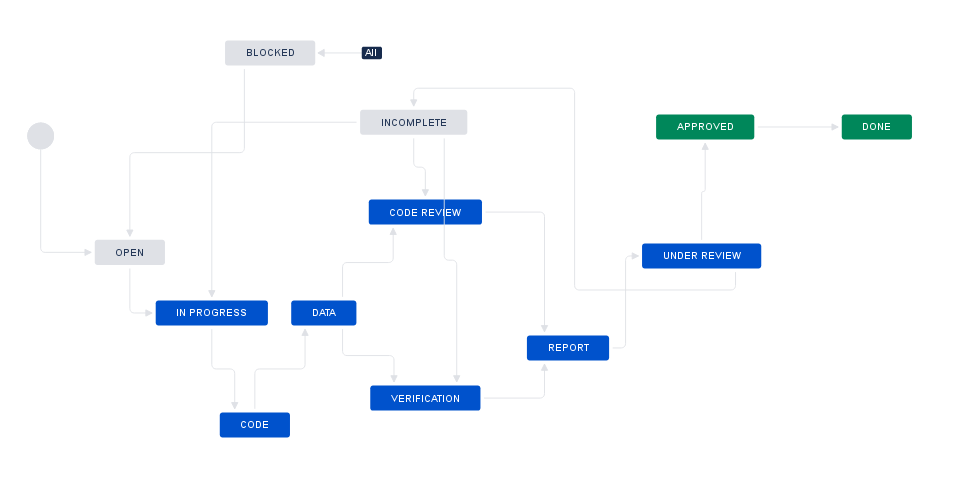 BLOCKED
All
INCOMPLETE
APPROVED
DONE
CODE REVIEW
OPEN
UNDER REVIEW
IN PROGRESS
DATA
REPORT
VERIFICATION
CODE